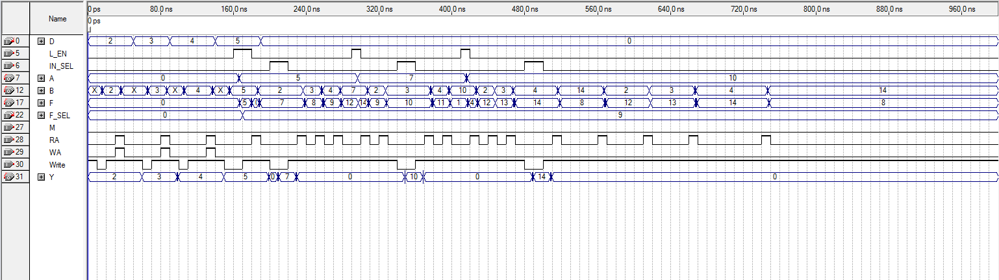 Name
0 ps 80.0 ns 160.0 ns 240.0 ns 320.0 ns 400.0 ns 480.0 ns 560.0 ns 640.0 ns 720.0 ns 800.0 ns 880.0 ns 960.0 ns
0 ps
0 D 2 3 4 5 0
5 L_EN
6 IN_SEL
7 A 0 5 7 10
12 B X 2 X 3 X 4 X 5 2 3 4 7 2 3 4 10 2 3 4 14 2 3 4 14
17 F 0 5 7 8 9 12 14 9 10 11 1 4 12 13 14 8 12 13 14 8
22 F_SEL 0 9
27 M
28 RA
29 WA
30 Write
31 Y 2 3 4 5 0 7 0 10 0 14 0